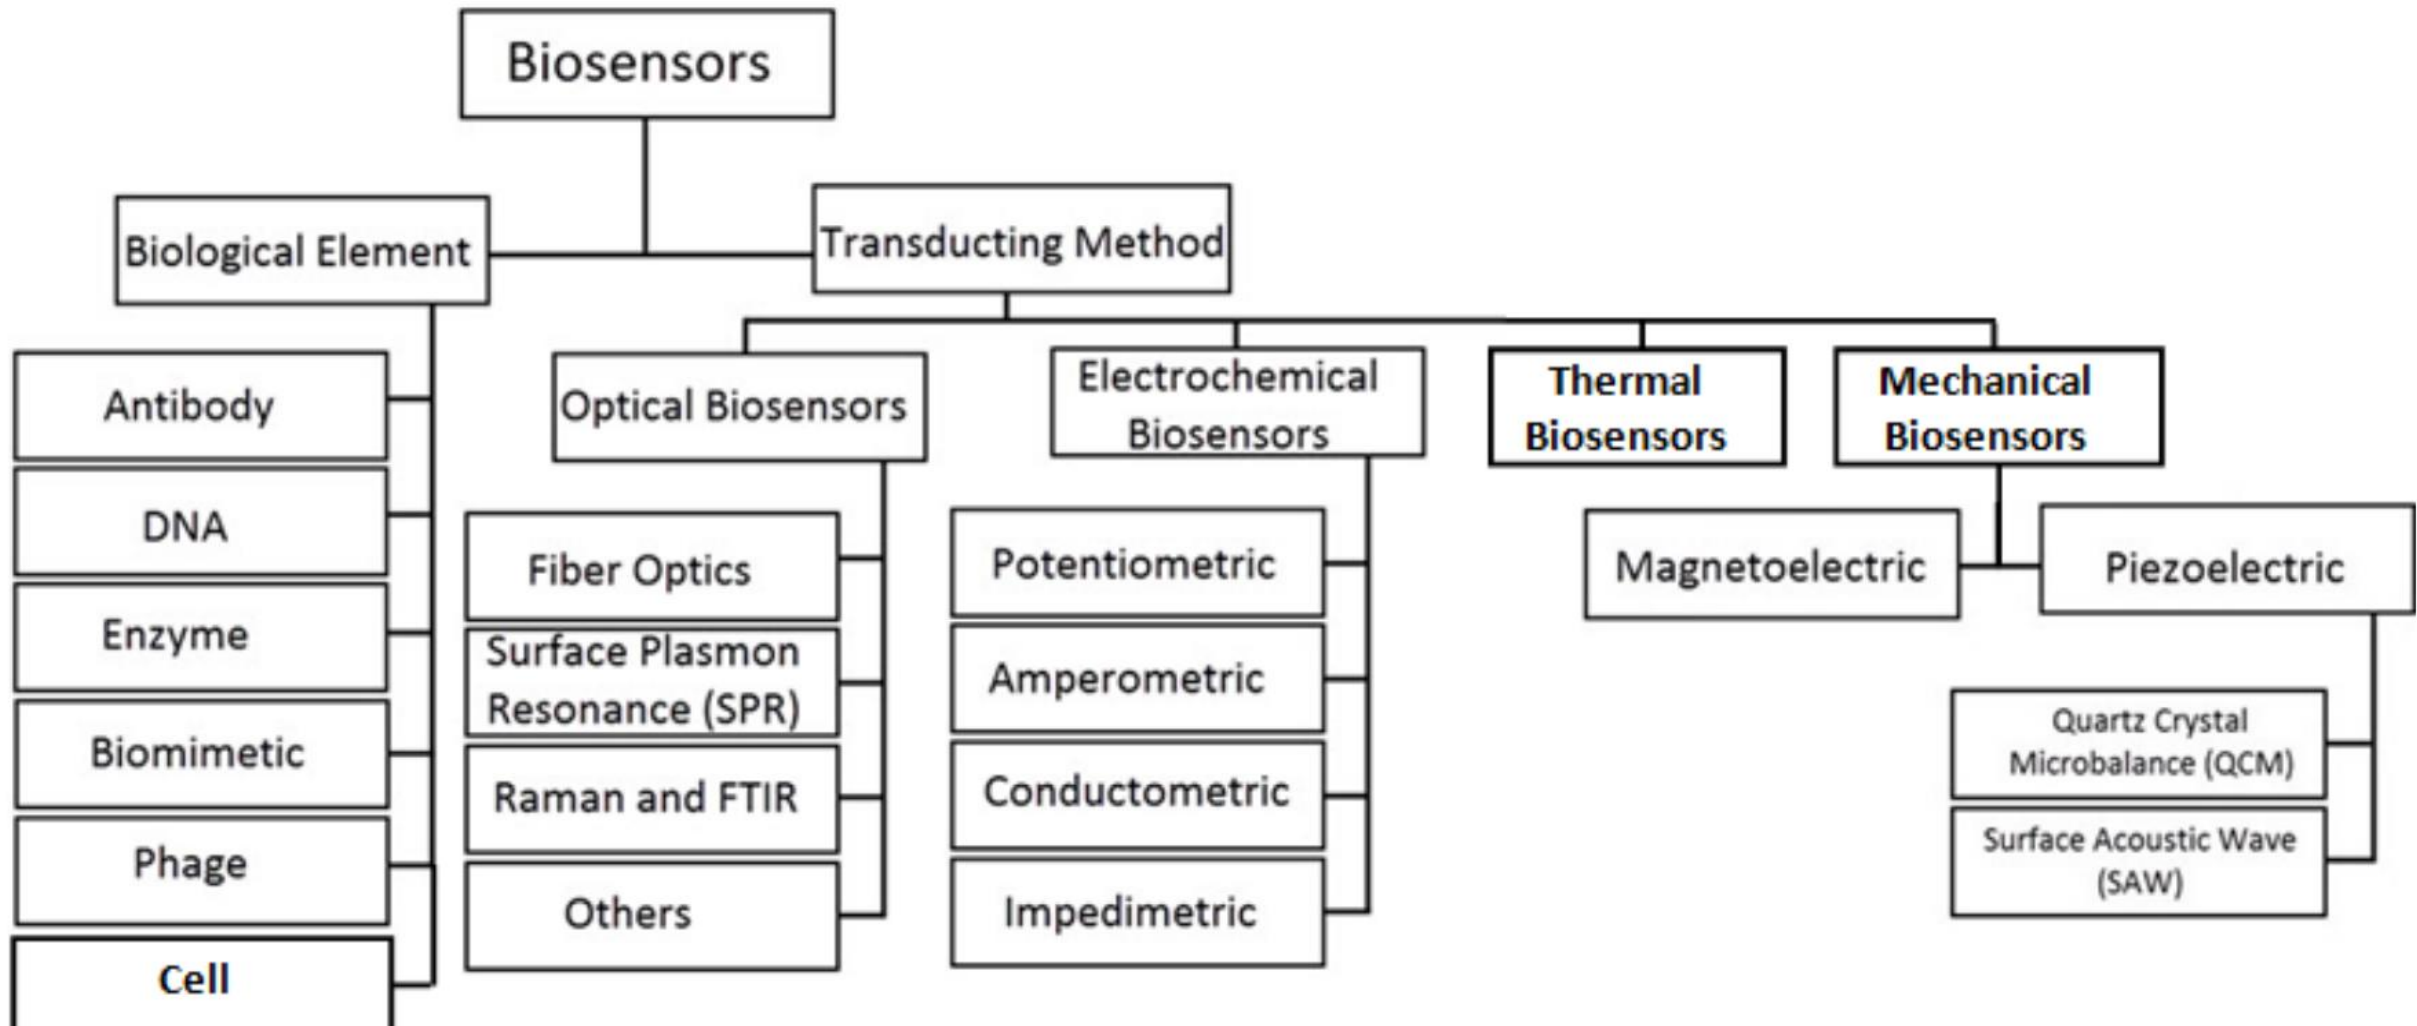 Biosensors
Biological Element
Transducting Method
Antibody
DNA
Enzyme
Biomimetic
Phage
Cell
Optical Biosensors
Fiber Optics
Surface Plasmon
Resonance (SPR)
Raman and FTIR
Others
Electrochemical
Biosensors
Potentiometric
Amperometric
Conductometric
Impedimetric
Thermal
Biosensors
Mechanical
Biosensors
Magnetoelectric
Piezoelectric
Quartz Crystal
Microbalance (QCM)
Surface Acoustic Wave
(SAW)